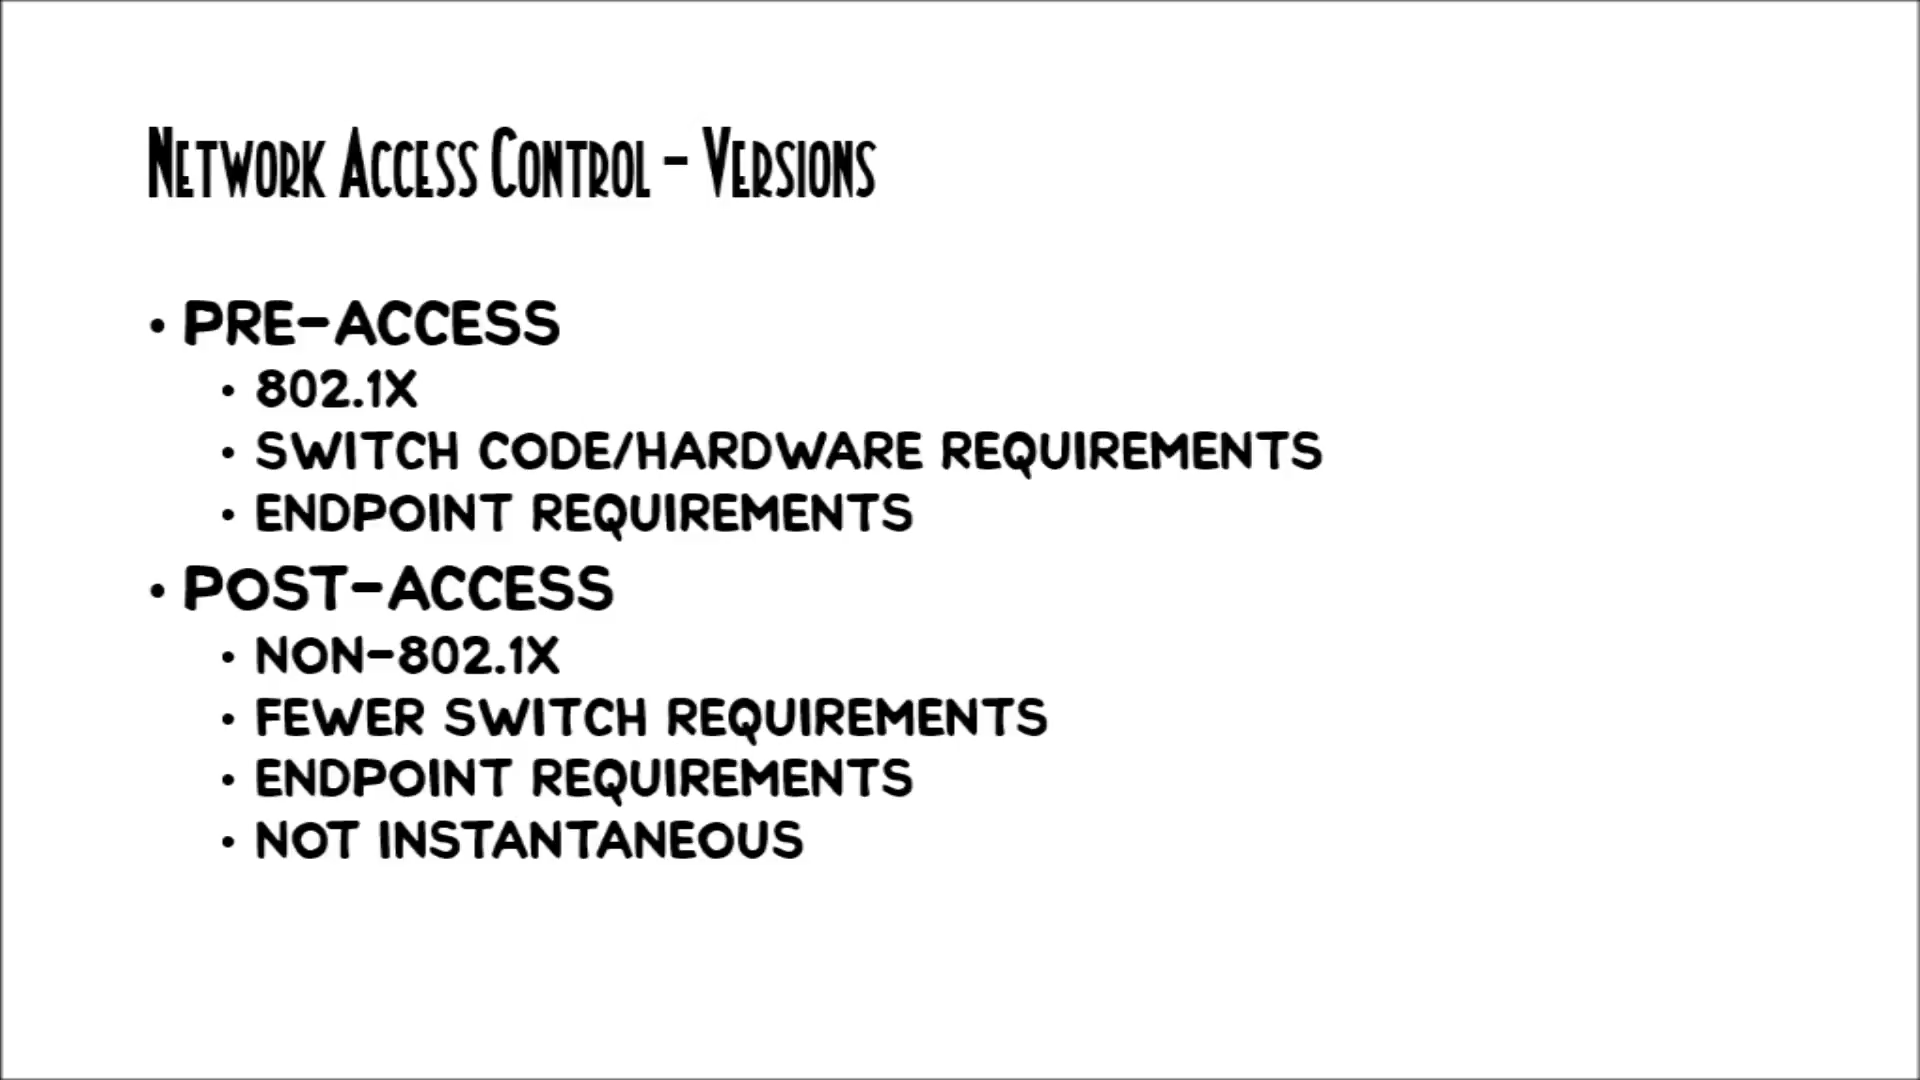 Network Access Control - Versions
• PRE-ACCESS
• 802.1X
• SWITCH CODE/HARDWARE REQUIREMENTS
• ENDPOINT REQUIREMENTS
• POST-ACCESS
• NON-802.1X
• FEWER SWITCH REQUIREMENTS
• ENDPOINT REQUIREMENTS
• NOT INSTANTANEOUS